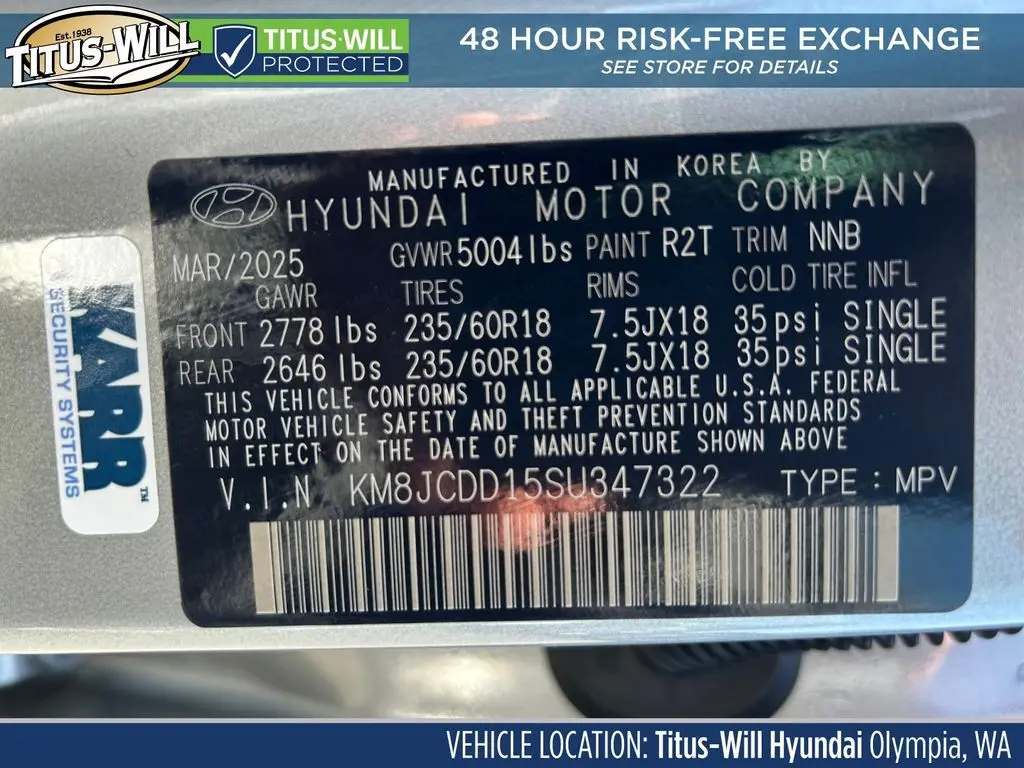 Est. 1938
TITUS-WILL
TITUS-WILL
PROTECTED
48 HOUR RISK-FREE EXCHANGE
SEE STORE FOR DETAILS
MANUFACTURED IN KOREA BY
HYUNDAI MOTOR COMPANY
MAR/2025 GVWR 5004lbs PAINT R2T TRIM NNB
GAWR TIRES RIMS COLD TIRE INFL
FRONT 2778 lbs 235/60R18 7.5JX18 35psi SINGLE
REAR 2646 lbs 235/60R18 7.5JX18 35psi SINGLE
THIS VEHICLE CONFORMS TO ALL APPLICABLE U.S.A. FEDERAL
MOTOR VEHICLE SAFETY AND THEFT PREVENTION STANDARDS
IN EFFECT ON THE DATE OF MANUFACTURE SHOWN ABOVE
V.I.N KM8JCDD15SU347322 TYPE : MPV
KARR™
SECURITY SYSTEMS
VEHICLE LOCATION: Titus-Will Hyundai Olympia, WA